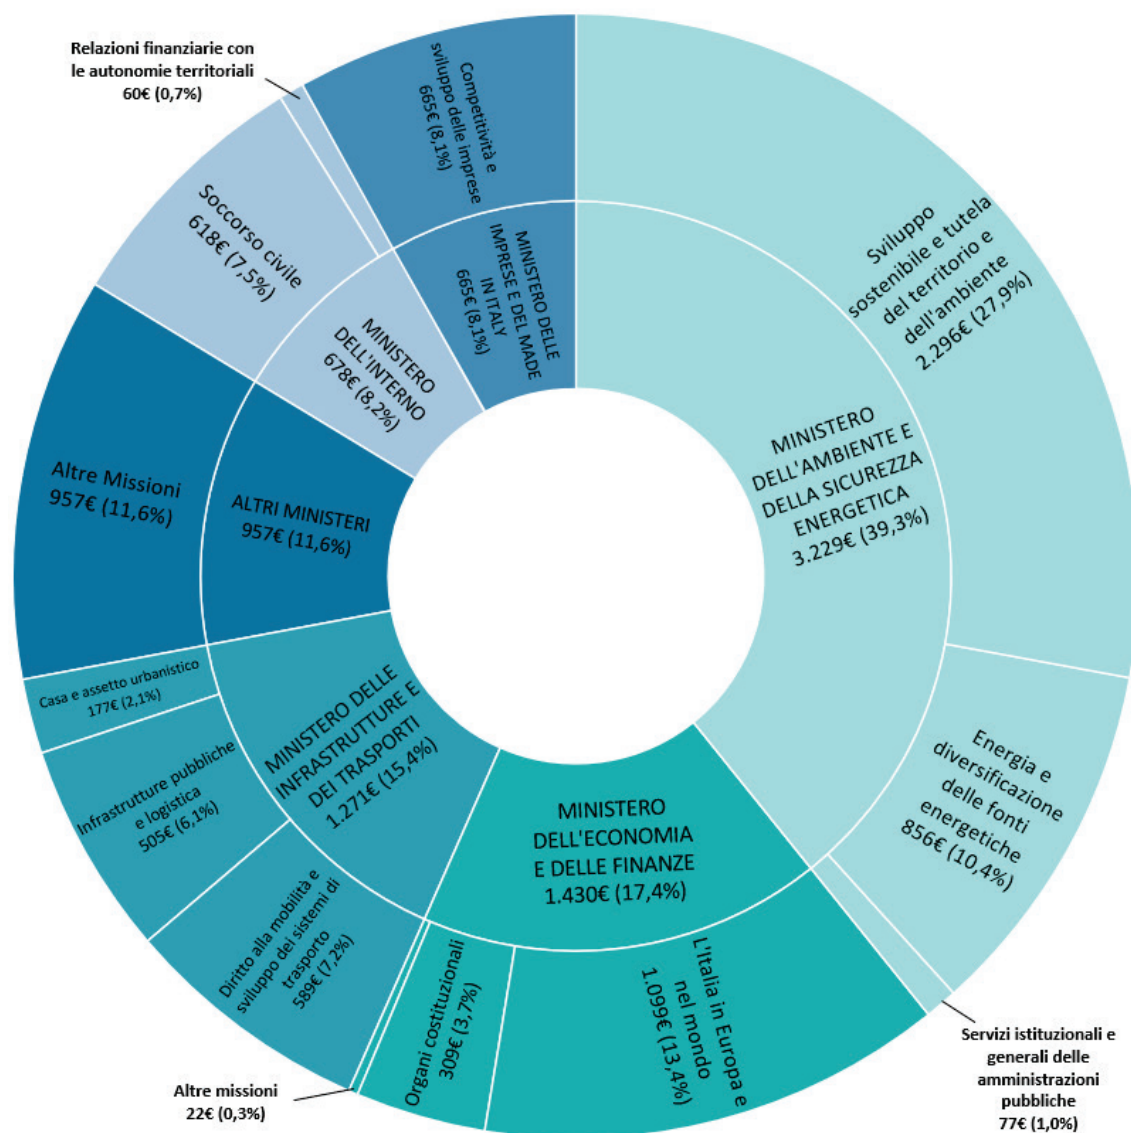 Relazioni finanziarie con
le autonomie territoriali
60€ (0,7%)
Competitività e
sviluppo delle imprese
665€ (8,1%)
Sviluppo
sostenibile e tutela
del territorio e
dell'ambiente
2.296€ (27,9%)
Soccorso civile
618€ (7,5%)
MINISTERO DELLE
IMPRESE E DEL MADE
IN ITALY
665€ (8,1%)
MINISTERO
DELL'INTERNO
678€ (8,2%)
MINISTERO
DELL'AMBIENTE E
DELLA SICUREZZA
ENERGETICA
3.229€ (39,3%)
Altre Missioni
957€ (11,6%)
ALTRI MINISTERI
957€ (11,6%)
Casa e assetto urbanistico
177€ (2,1%)
MINISTERO DELLE
INFRASTRUTTURE E
DEI TRASPORTI
1.271€ (15,4%)
Infrastrutture pubbliche
e logistica
505€ (6,1%)
MINISTERO
DELL'ECONOMIA
E DELLE FINANZE
1.430€ (17,4%)
Energia e
diversificazione
delle fonti
energetiche
856€ (10,4%)
Diritto alla mobilità e
sviluppo dei sistemi di
trasporto
589€ (7,2%)
Organi costituzionali
309€ (3,7%)
L'Italia in Europa e
nel mondo
1.099€ (13,4%)
Altre missioni
22€ (0,3%)
Servizi istituzionali e
generali delle
amministrazioni
pubbliche
77€ (1,0%)